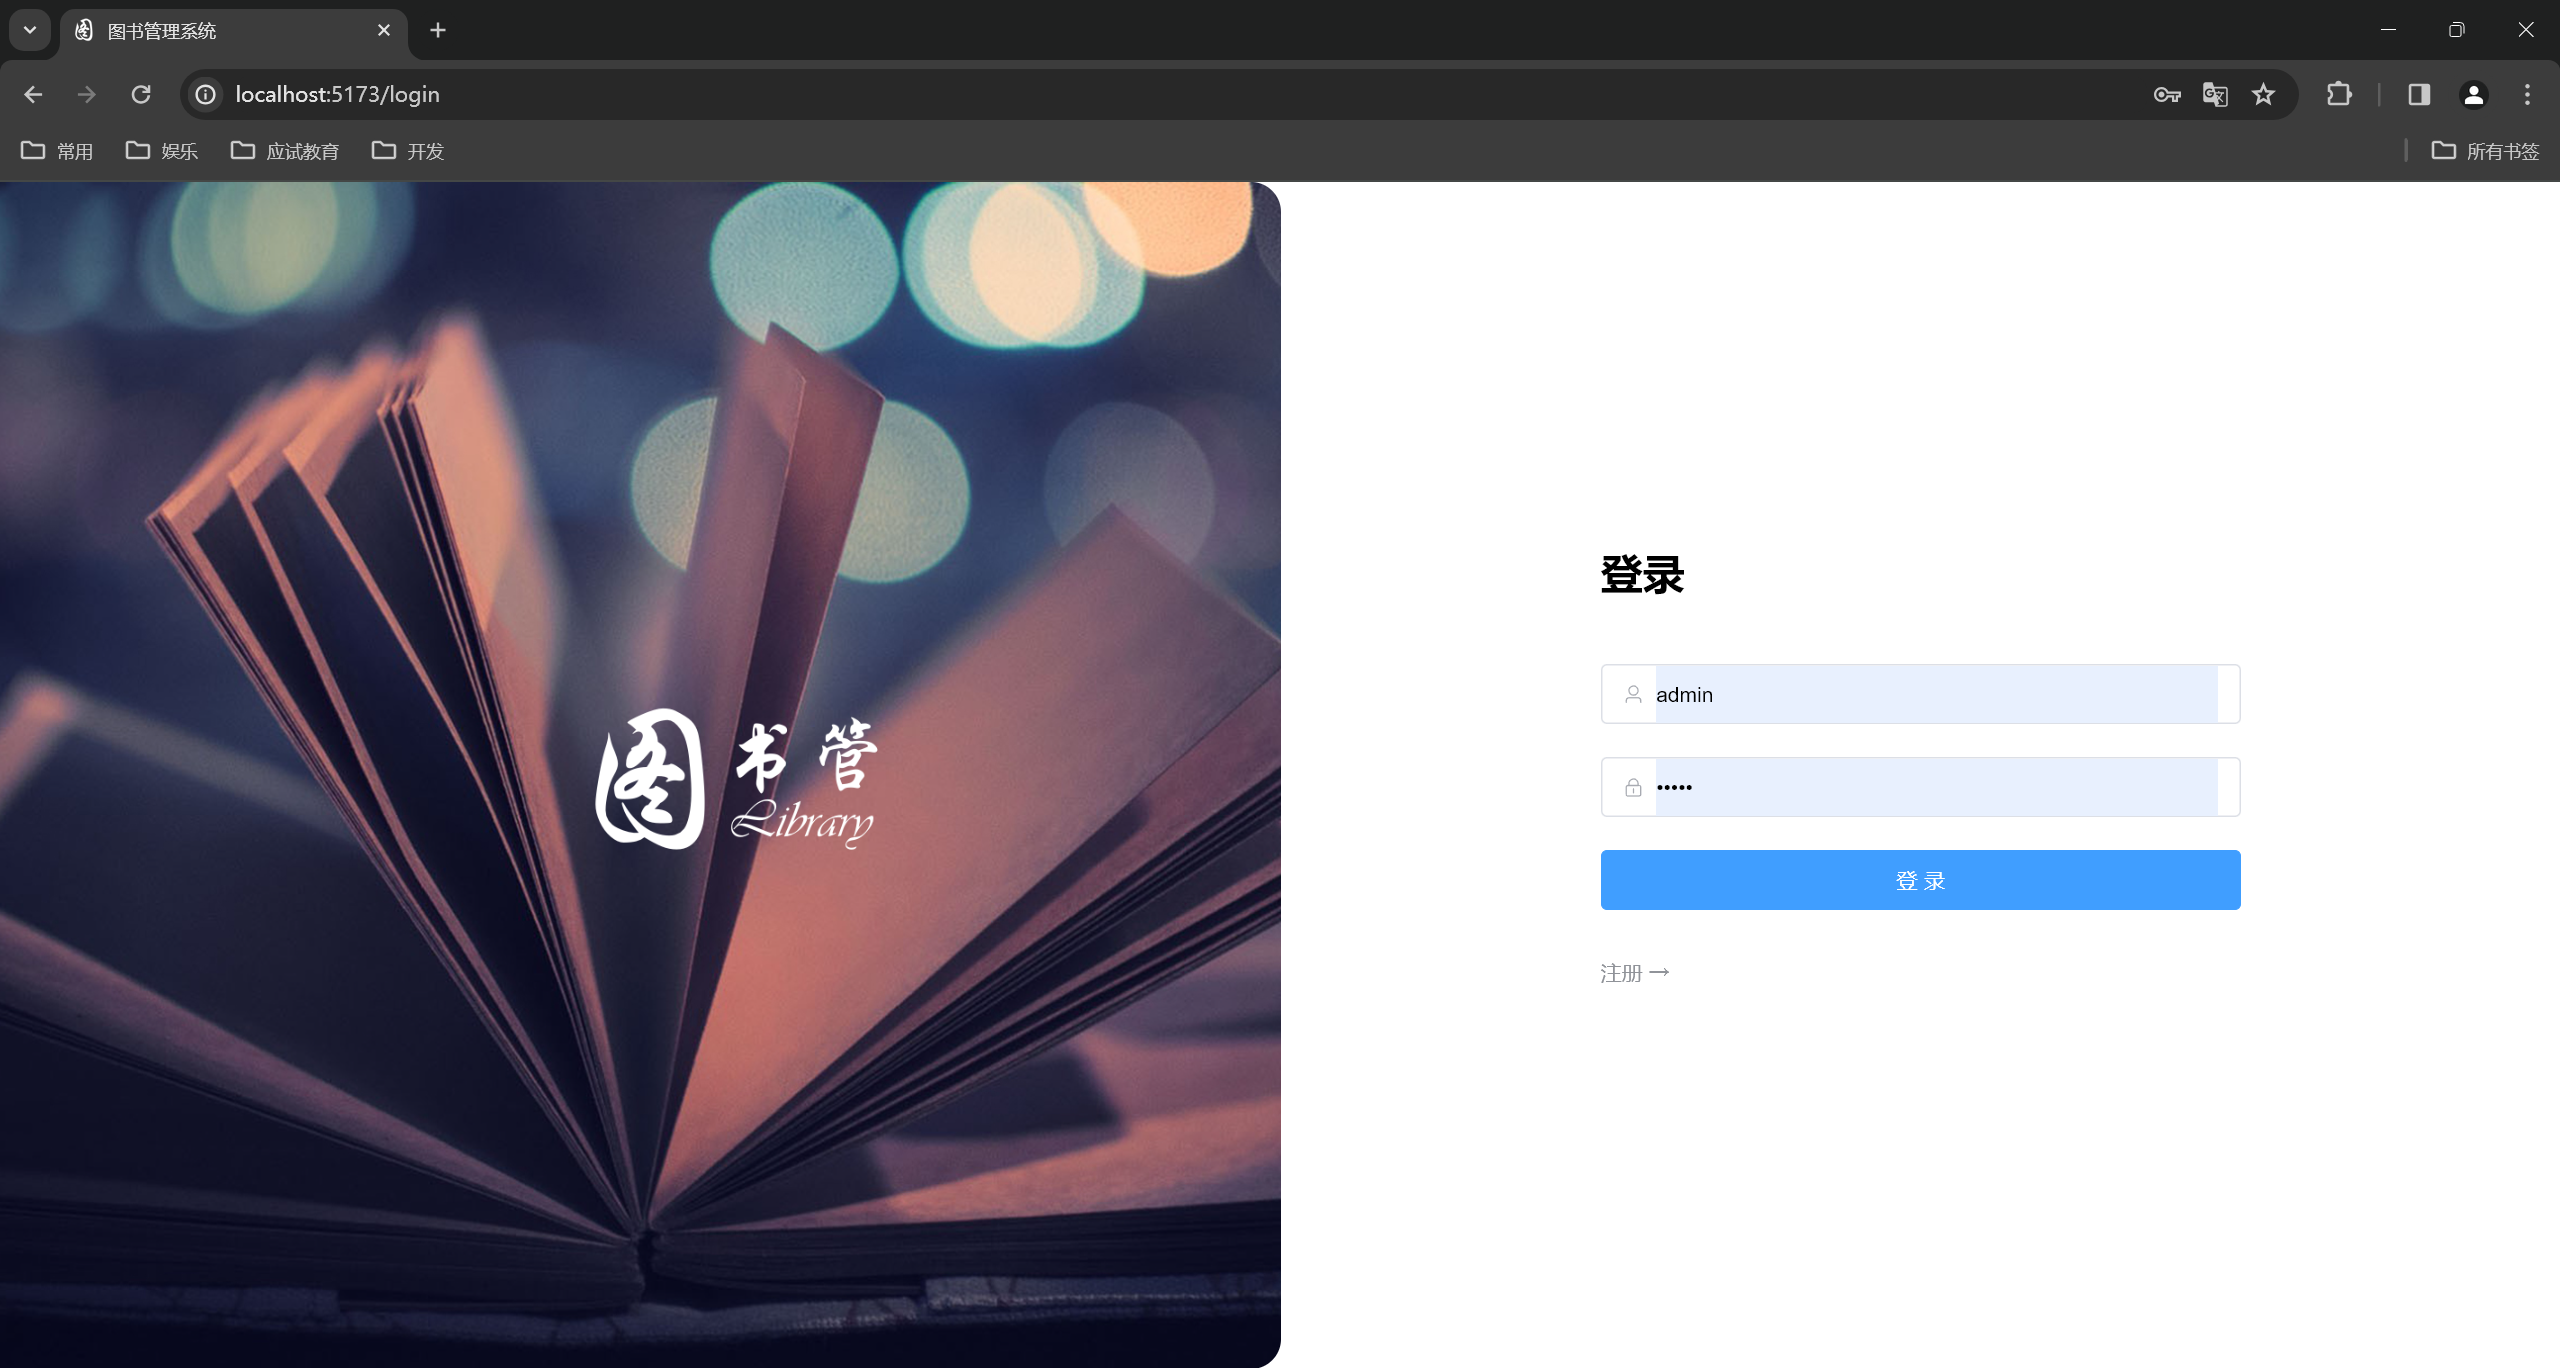 图书管理系统
localhost:5173/login
常用
娱乐
应试教育
开发
所有书签
图书管
Library
登录
admin
•••••
登 录
注册 →